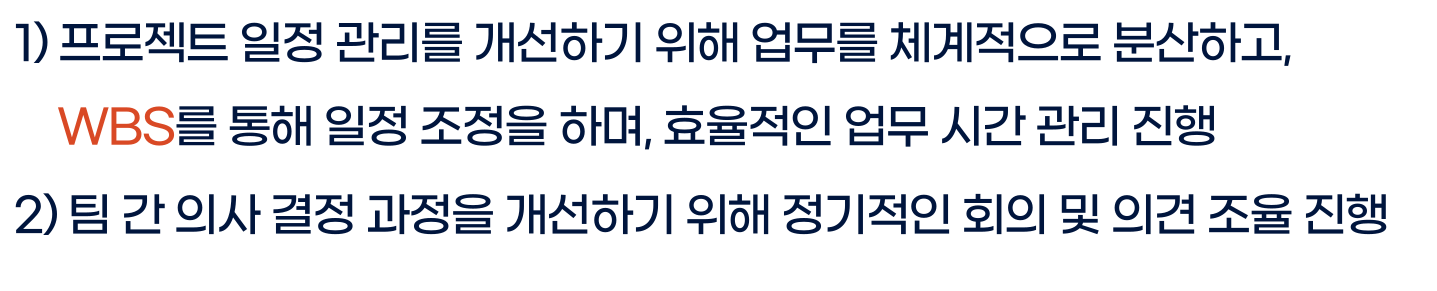 1) 프로젝트 일정 관리를 개선하기 위해 업무를 체계적으로 분산하고,
WBS를 통해 일정 조정을 하며, 효율적인 업무 시간 관리 진행
2) 팀 간 의사 결정 과정을 개선하기 위해 정기적인 회의 및 의견 조율 진행